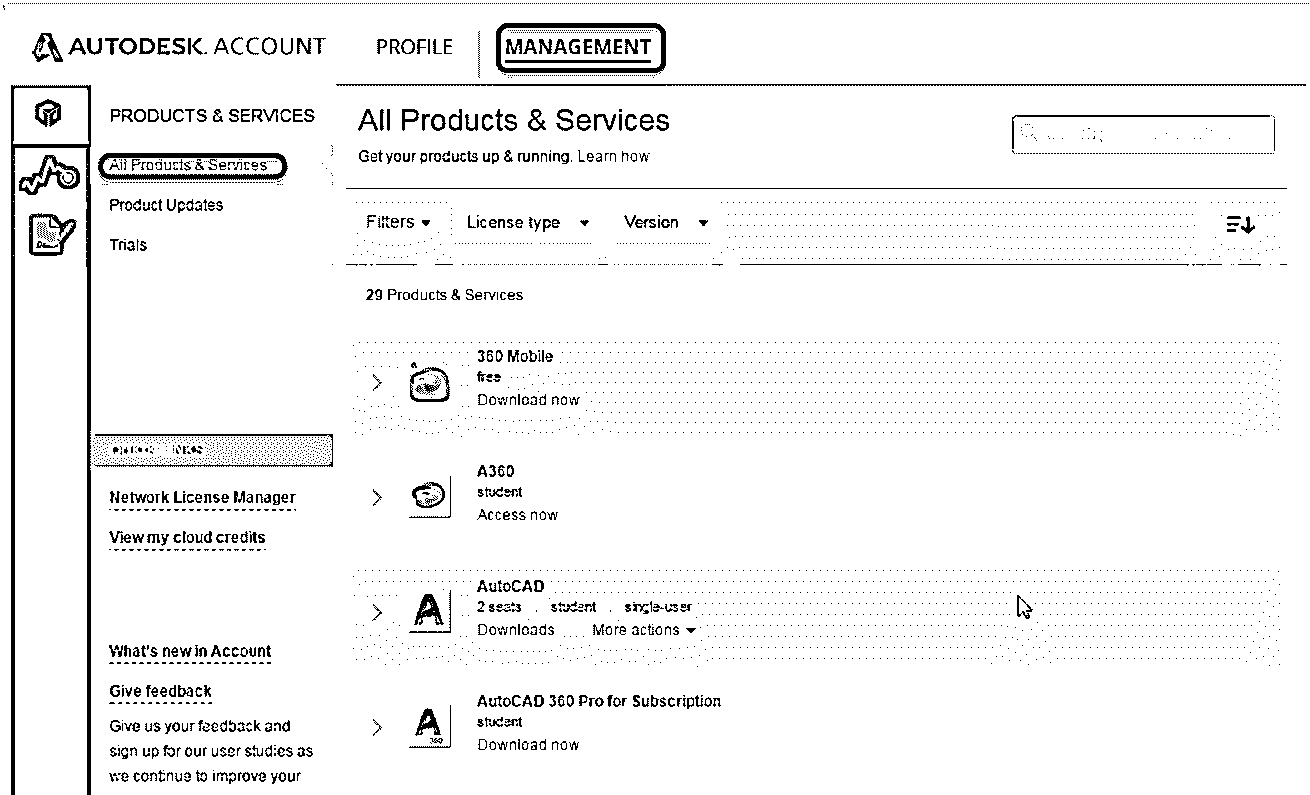 AUTODESK. ACCOUNT PROFILE MANAGEMENT
PRODUCTS & SERVICES
All Products & Services
Product Updates
Trials
Network License Manager
View my cloud credits
What's new in Account
Give feedback
Give us your feedback and
sign up for our user studies as
we continue to improve your
All Products & Services
Get your products up & running. Learn how
Filters License type Version
29 Products & Services
360 Mobile
free
Download now
A360
student
Access now
AutoCAD
2 seats . student . single-user
Downloads More actions
AutoCAD 360 Pro for Subscription
student
Download now